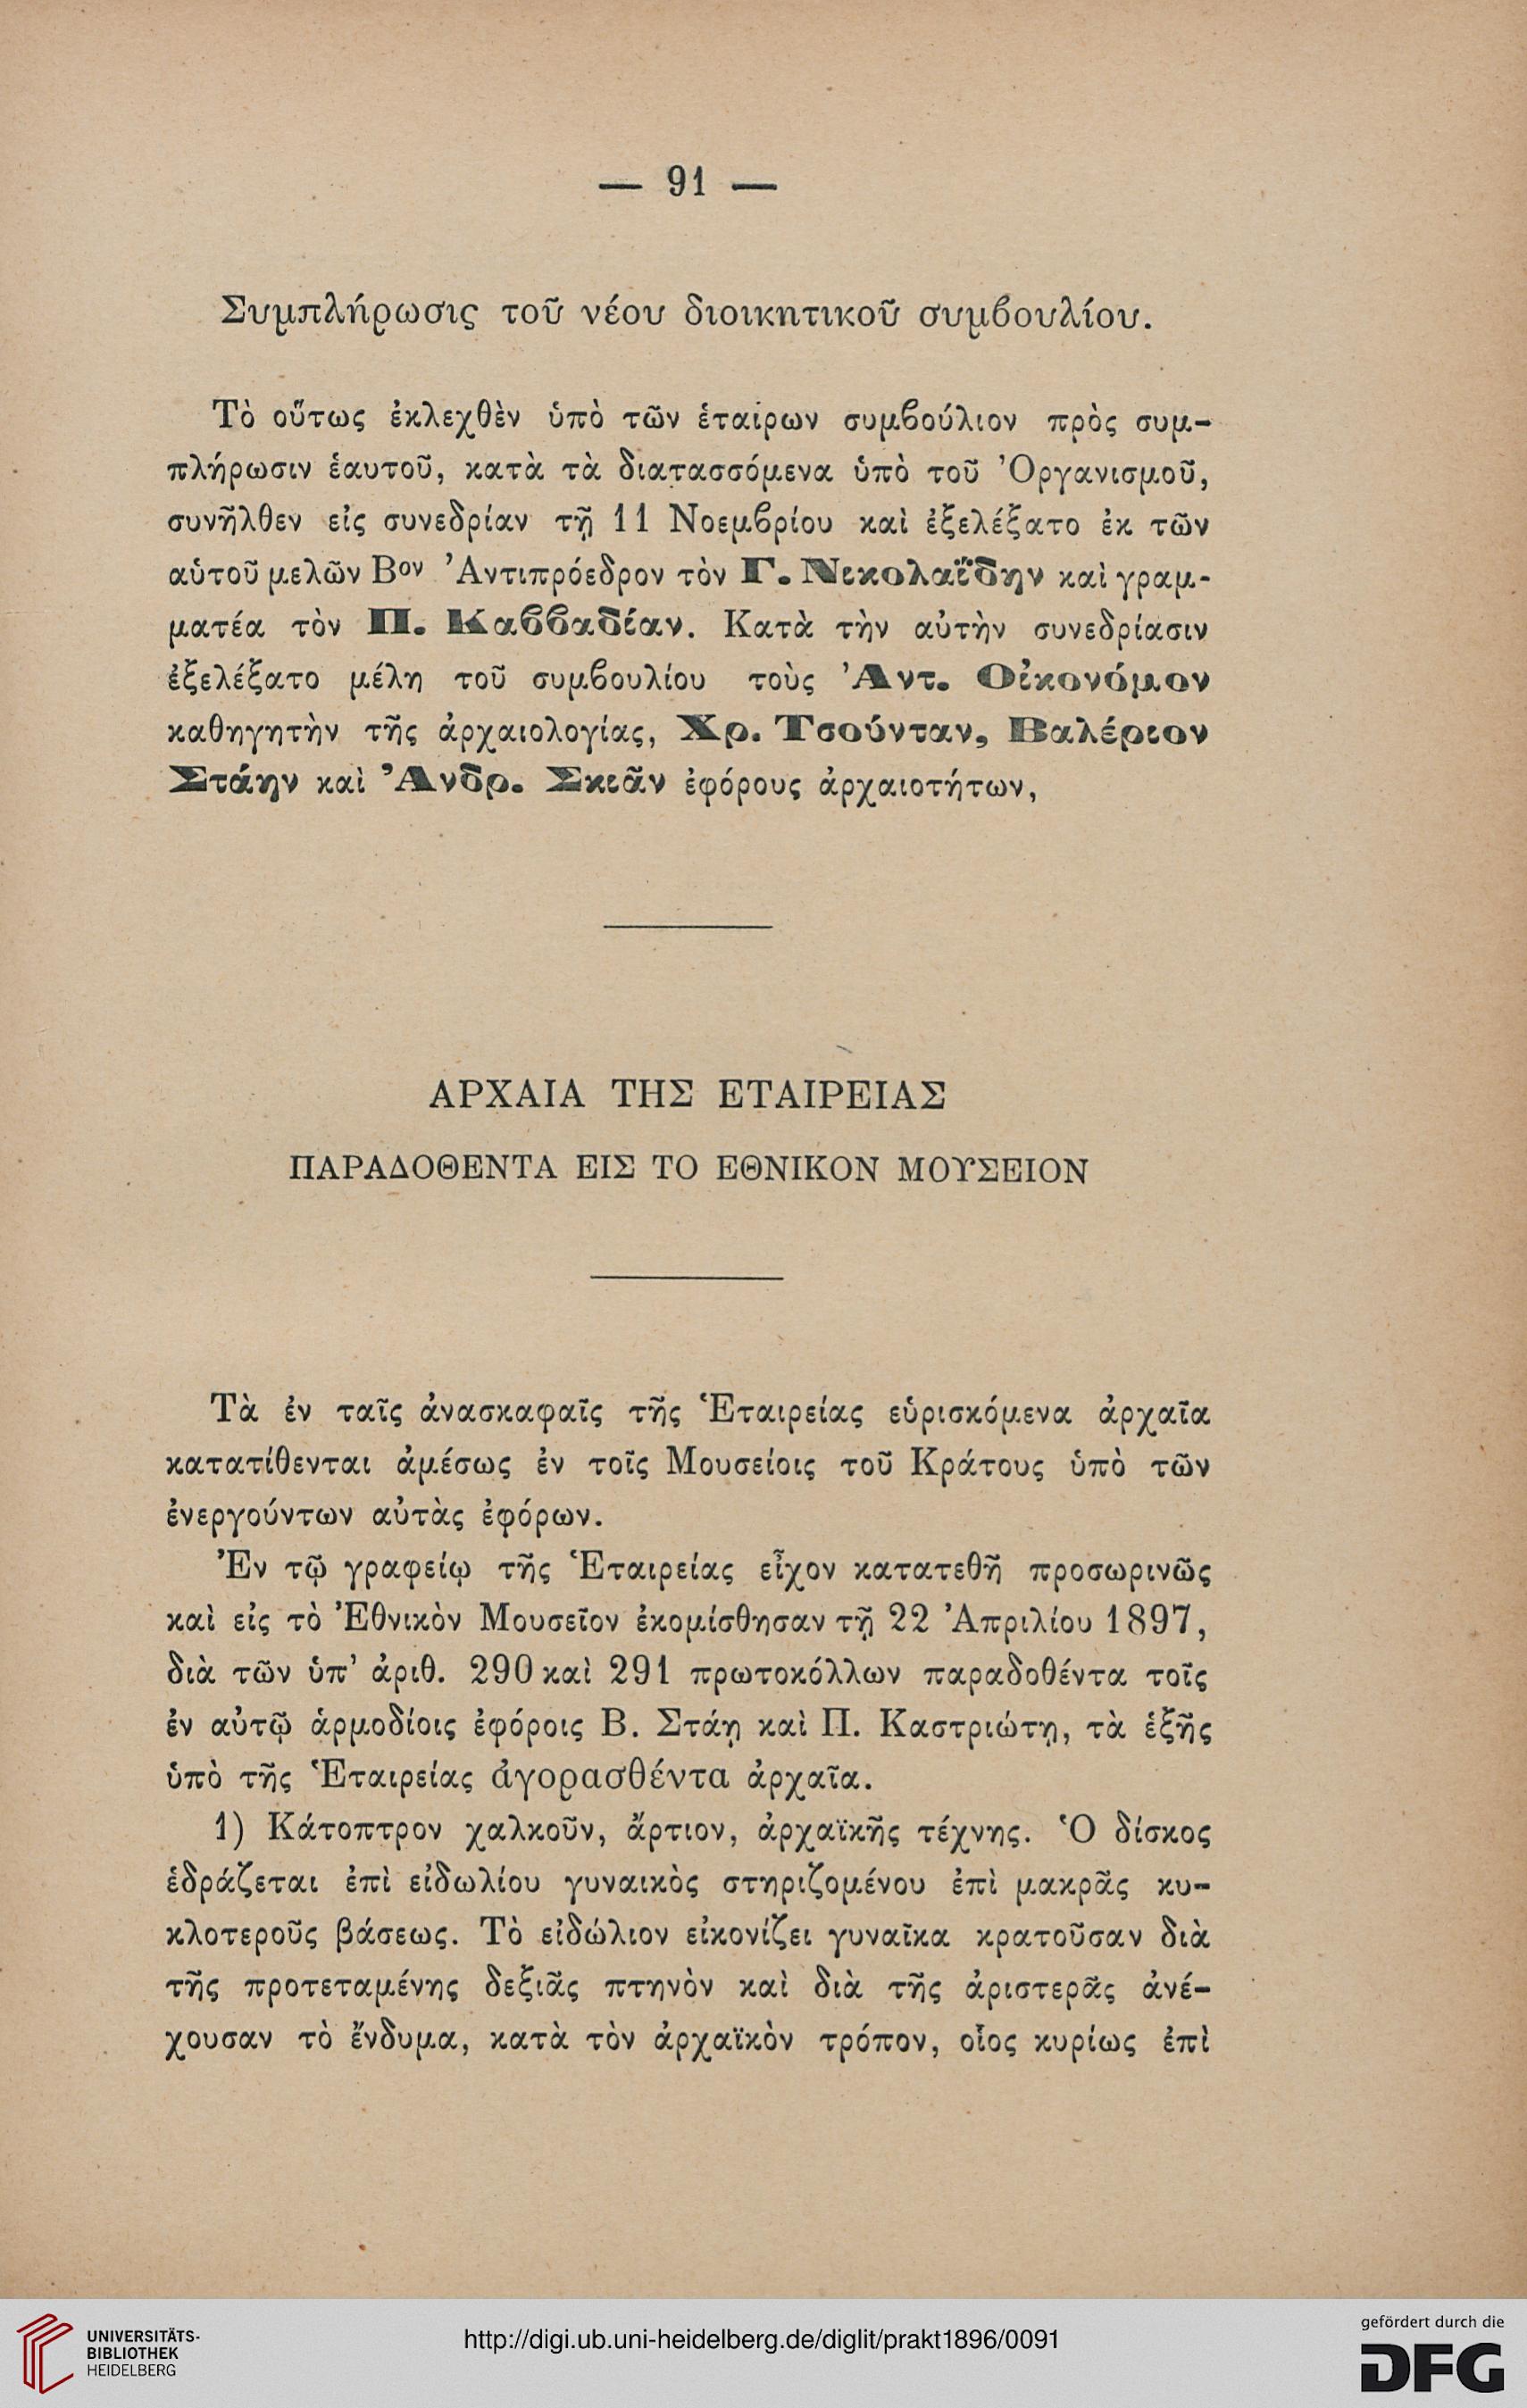 — 91 —
Συμπλήρωσις τοῦ νέου διοικητικοῦ συμϐουλίου.
Τὸ οὕτως ἐκλεχθὲν ὑπὸ τῶν ἑταίρων συμϐούλιον πρὸς συμ-
πλήρωσιν ἑαυτοῦ, κατὰ τὰ διατασσόμενα ὑπὸ τοῦ Ὀργανισμοῦ,
συνῆλθεν εἰς συνεδρίαν τῇ 11 Νοεμϐρίου καὶ ἐξελέξατο ἐκ τῶν
αὑτοῦ μελῶν Βον Ἀντιπρόεδρον τὸν Γ. Νικολαΐδην καὶ γραμ-
ματέα τὸν Π. Καϐϐαδίαν. Κατὰ τὴν αὐτὴν συνεδρίασιν
ἐξελέξατο μέλη τοῦ συμϐουλίου τοὺς Ἀντ. Οἰκονόμον
καθηγητὴν τῆς ἀρχαιολογίας, Χρ. Τσούνταν, Βαλέριον
Στάην καὶ Ἀνδρ. Σκιᾶν ἐφόρους ἀρχαιοτήτων,
ΑΡΧΑΙΑ ΤΗΣ ΕΤΑΙΡΕΙΑΣ
ΠΑΡΑΔΟΘΕΝΤΑ ΕΙΣ ΤΟ ΕΘΝΙΚΟΝ ΜΟΥΣΕΙΟΝ
Τὰ ἐν ταῖς ἀνασκαφαῖς τῆς Ἑταιρείας εὑρισκόμενα ἀρχαῖα
κατατίθενται ἀμέσως ἐν τοῖς Μουσείοις τοῦ Κράτους ὑπὸ τῶν
ἐνεργούντων αὐτὰς ἐφόρων.
Ἐν τῷ γραφείῳ τῆς Ἑταιρείας εἶχον κατατεθῆ προσωρινῶς
καὶ εἰς τὸ Ἐθνικὸν Μουσεῖον ἐκομίσθησαν τῇ 22 Ἀπριλίου 1897,
διὰ τῶν ὑπ’ ἀριθ. 290 καὶ 291 πρωτοκόλλων παραδοθέντα τοῖς
ἐν αὐτῷ ἁρμοδίοις ἐφόροις Β. Στάῃ καὶ Π. Καστριώτῃ, τὰ ἑξῆς
ὑπὸ τῆς Ἑταιρείας ἀγορασθέντα ἀρχαῖα.
1) Κάτοπτρον χαλκοῦν, ἄρτιον, ἀρχαϊκῆς τέχνης. Ὁ δίσκος
ἑδράζεται ἐπὶ εἰδωλίου γυναικὸς στηριζομένου ἐπὶ μακρᾶς κυ-
κλοτεροῦς βάσεως. Τὸ εἰδώλιον εἰκονίζει γυναῖκα κρατοῦσαν διὰ
τῆς προτεταμένης δεξιᾶς πτηνὸν καὶ διὰ τῆς ἀριστερᾶς ἀνέ-
χουσαν τὸ ἔνδυμα, κατὰ τὸν ἀρχαϊκὸν τρόπον, οἷος κυρίως ἐπὶ
UNIVERSITÄTS-
BIBLIOTHEK
HEIDELBERG
http://digi.ub.uni-heidelberg.de/diglit/prakt1896/0091
gefördert durch die
DFG